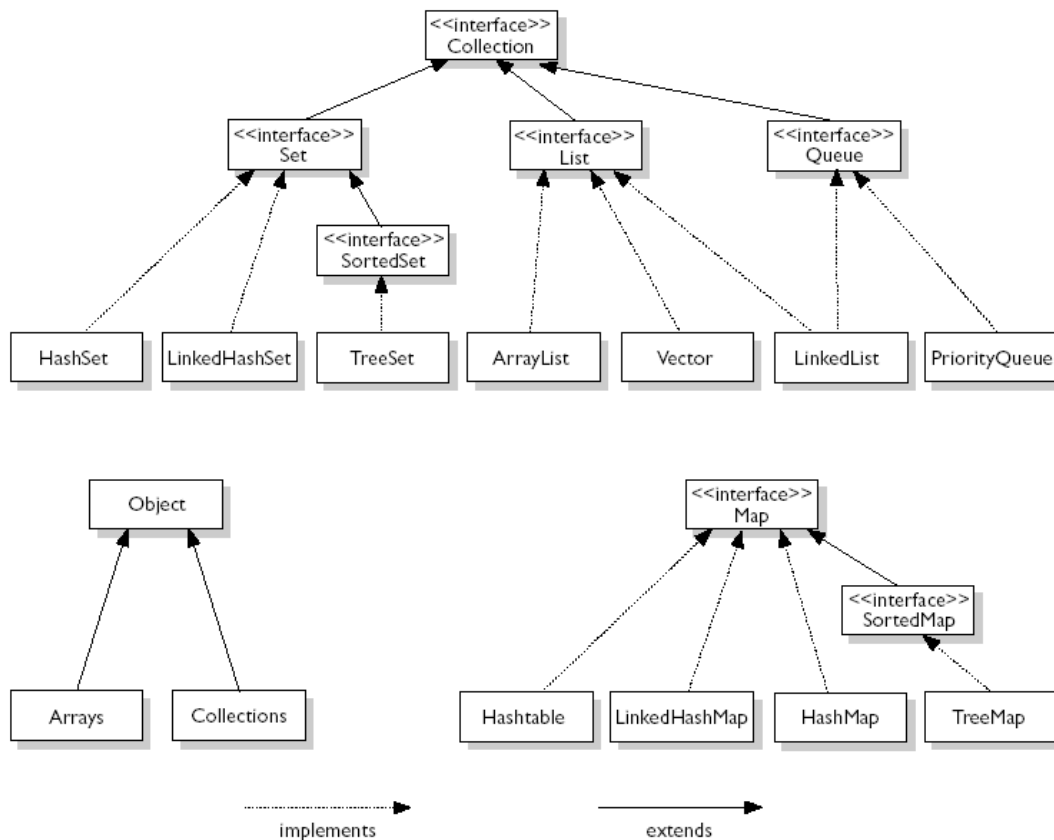 <<interface>>
Collection
<<interface>>
Set
<<interface>>
List
<<interface>>
Queue
<<interface>>
SortedSet
HashSet
LinkedHashSet
TreeSet
ArrayList
Vector
LinkedList
PriorityQueue
Object
<<interface>>
Map
<<interface>>
SortedMap
Arrays
Collections
Hashtable
LinkedHashMap
HashMap
TreeMap
implements
extends